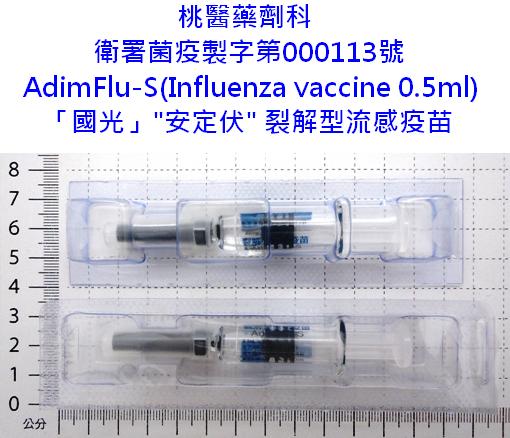 桃醫藥劑科
衛署菌疫製字第000113號
AdimFlu-S(Influenza vaccine 0.5ml)
「國光」"安定伏" 裂解型流感疫苗
8
7
6
5
4
3
2
1
0
公分